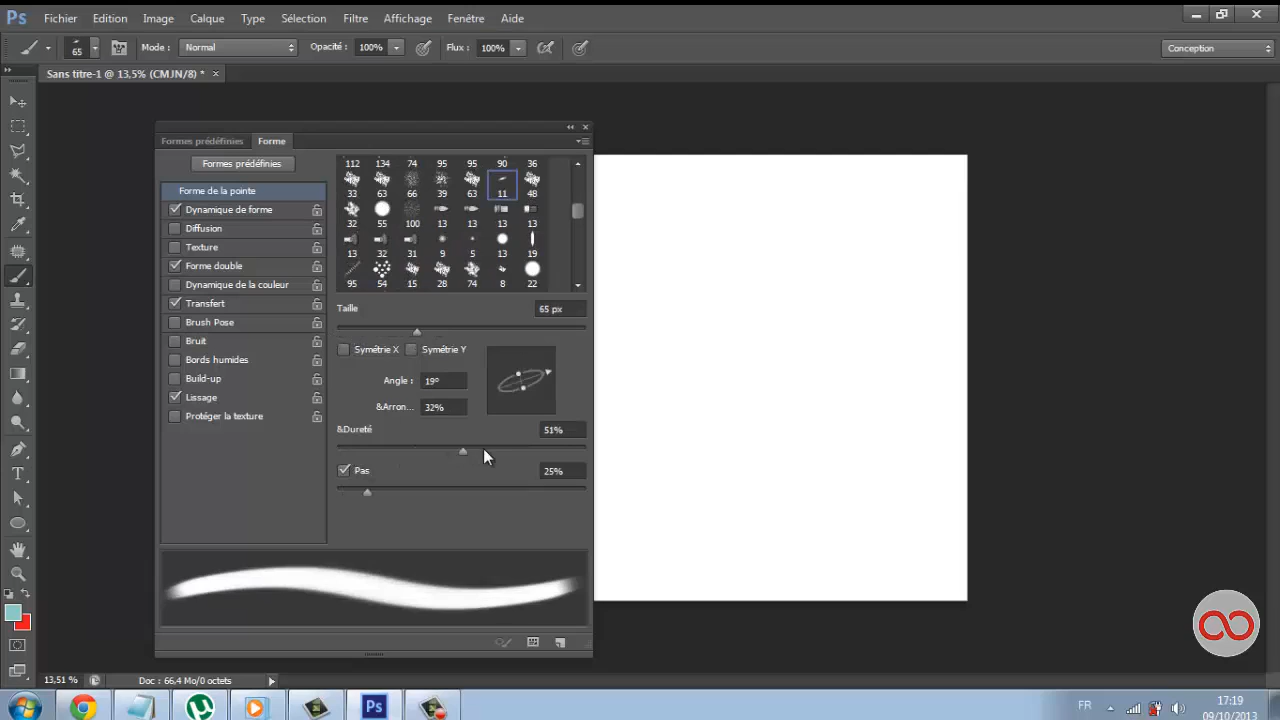 Ps Fichier Edition Image Calque Type Sélection Filtre Affichage Fenêtre Aide
65 Mode : Normal Opacité : 100% Flux : 100% Conception
Sans titre-1 @ 13,5% (CMJN/8) * ×
Formes prédéfinies Forme
Formes prédéfinies
Forme de la pointe
Dynamique de forme
Diffusion
Texture
Forme double
Dynamique de la couleur
Transfert
Brush Pose
Bruit
Bords humides
Build-up
Lissage
Protéger la texture
112 134 74 95 95 90 36
33 63 66 39 63 11 48
32 55 100 13 13 13 13
13 32 31 9 5 13 19
95 54 15 28 74 8 22
Taille 65 px
Symétrie X Symétrie Y
Angle : 19º
&Arron... 32%
&Dureté 51%
Pas 25%
T
13,51 % Doc : 66,4 Mo/0 octets
Ps FR 17:19
09/10/2013